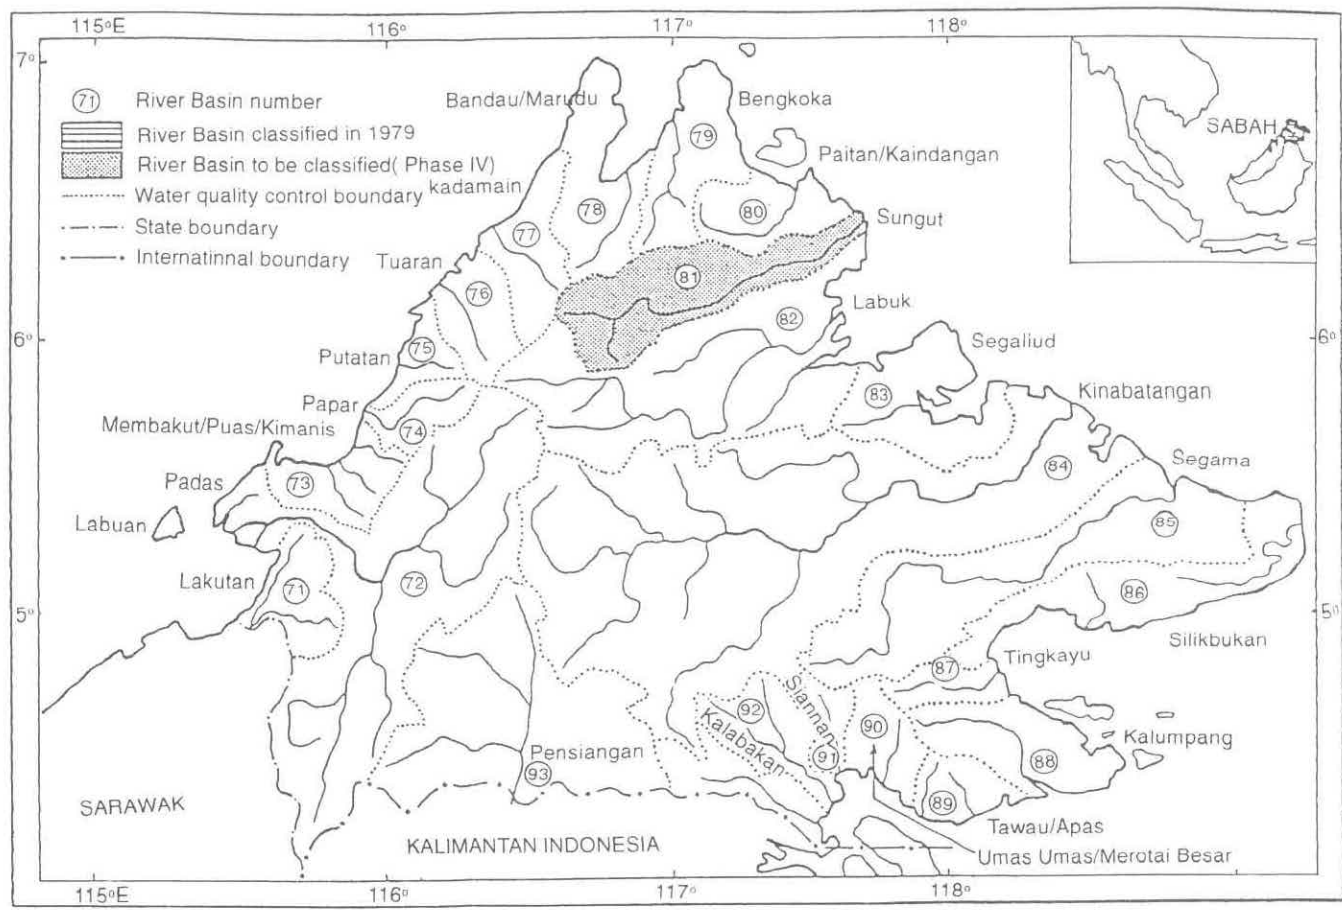 115°E 116° 117° 118°
7°
71 River Basin number
River Basin classified in 1979
River Basin to be classified( Phase IV)
Water quality control boundary
State boundary
Internatinnal boundary
Bandau/Marudu
Bengkoka
SABAH
79
Paitan/Kaindangan
kadamain
78
80
Sungut
77
Tuaran
81
76
82
Labuk
6°
6°
75
Putatan
Segaliud
83
Kinabatangan
Papar
74
Membakut/Puas/Kimanis
84
Segama
Padas
73
Labuan
85
Lakutan
71
72
86
5°
5°
Silikbukan
87
Tingkayu
92
Siannan
90
Kalabakan
Kalumpang
Pensiangan
91
88
93
89
SARAWAK
Tawau/Apas
KALIMANTAN INDONESIA
Umas Umas/Merotai Besar
115°E 116° 117° 118°